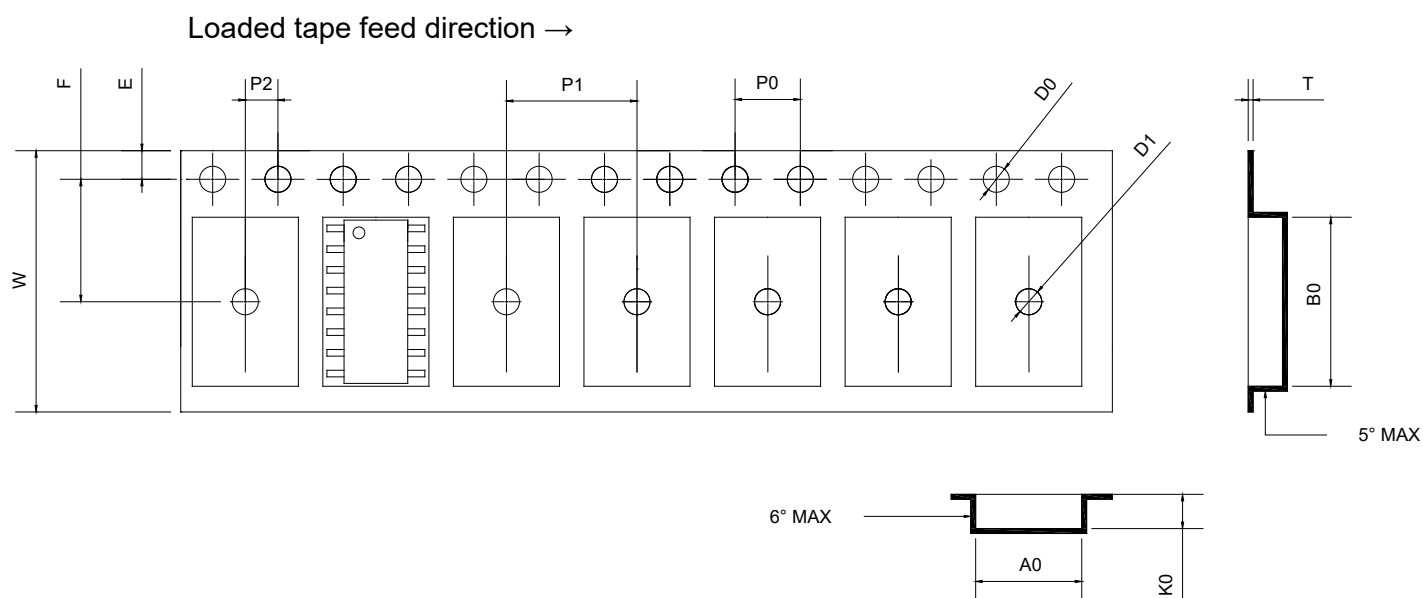 Loaded tape feed direction →
F
E
P2
P1
P0
D0
D1
T
W
B0
5° MAX
6° MAX
A0
K0